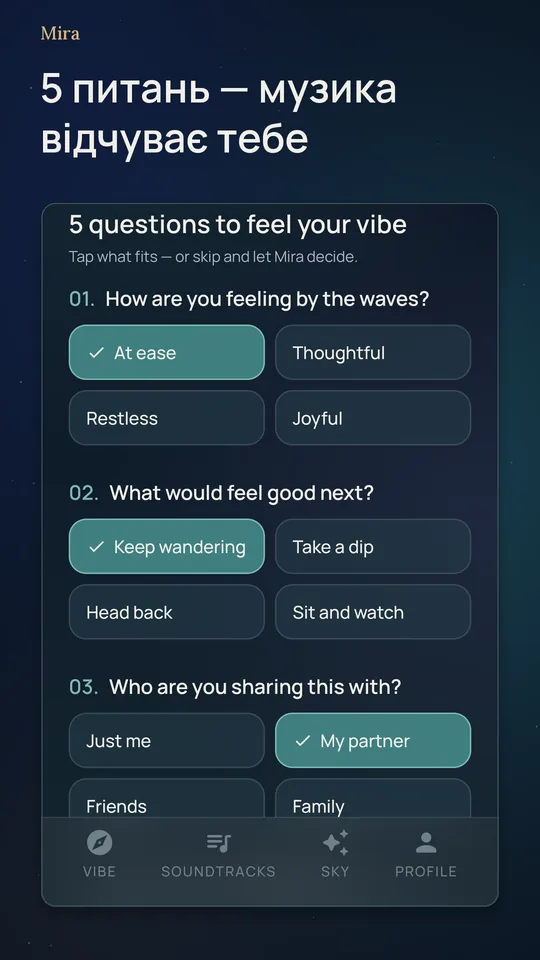 Mira
5 питань — музика
відчуває тебе
5 questions to feel your vibe
Tap what fits — or skip and let Mira decide.
01. How are you feeling by the waves?
At ease
Thoughtful
Restless
Joyful
02. What would feel good next?
Keep wandering
Take a dip
Head back
Sit and watch
03. Who are you sharing this with?
Just me
My partner
Friends
Family
VIBE
SOUNDTRACKS
SKY
PROFILE